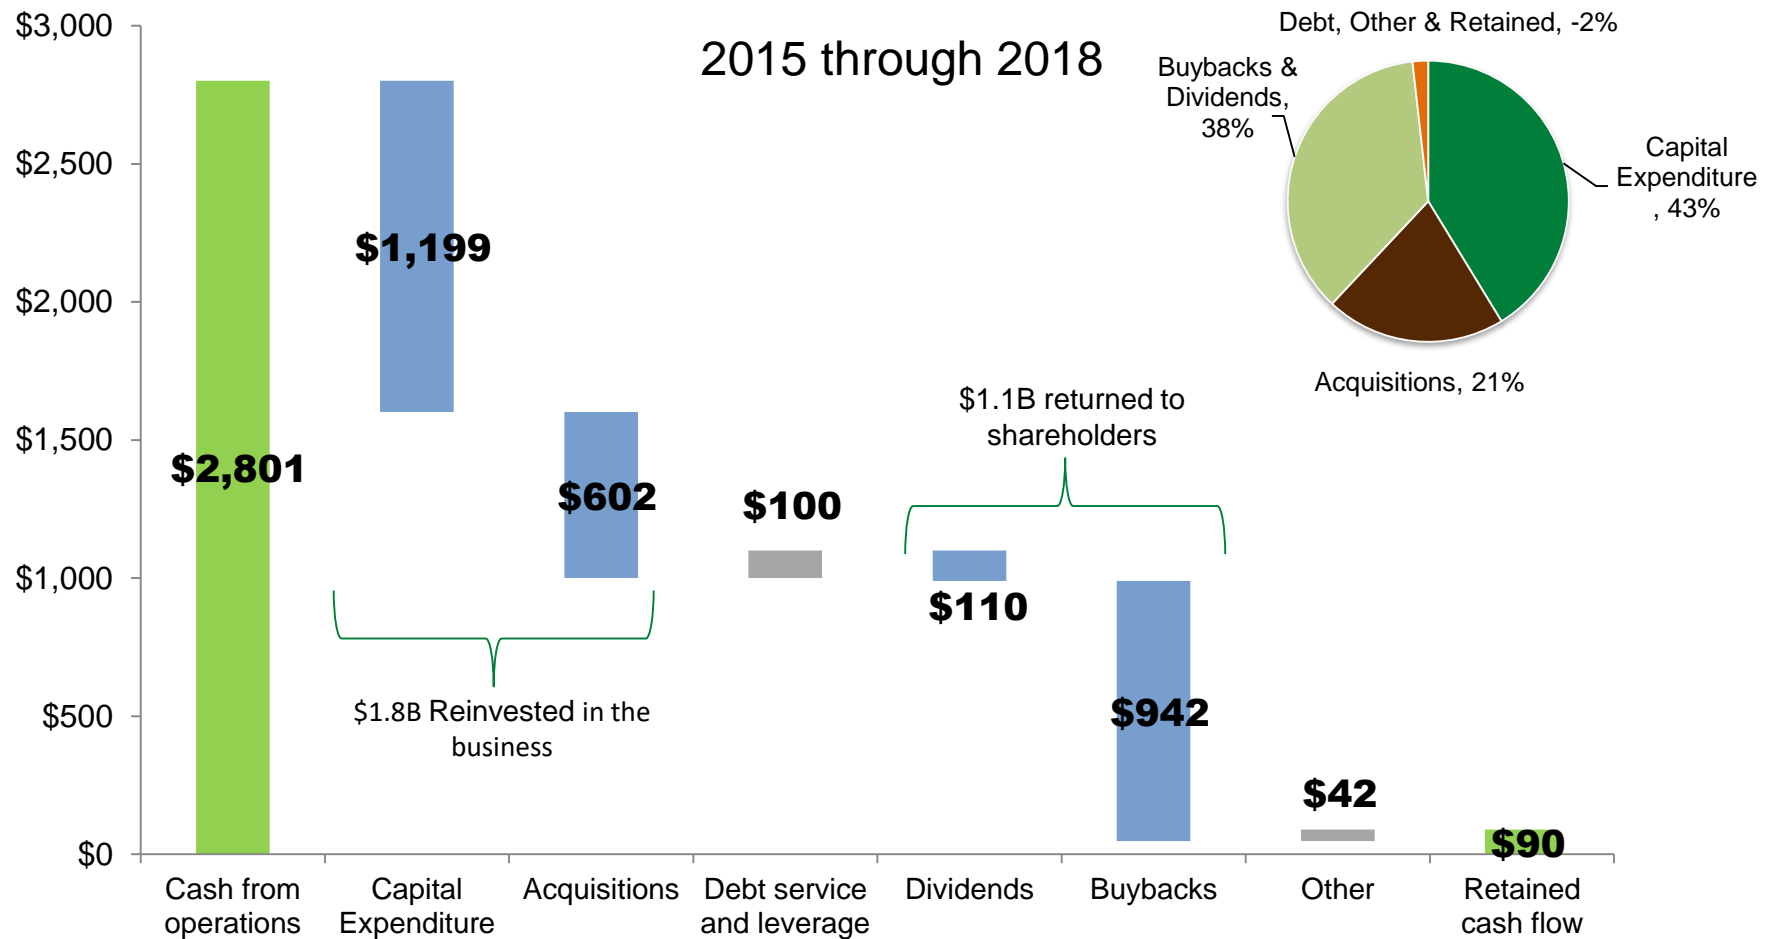 2015 through 2018
$3,000
$2,500
$2,000
$1,500
$1,000
$500
$0
$2,801
$1,199
$602
$100
$110
$942
$42
$90
$1.8B Reinvested in the
business
$1.1B returned to
shareholders
Cash from
operations
Capital
Expenditure
Acquisitions
Debt service
and leverage
Dividends
Buybacks
Other
Retained
cash flow
Debt, Other & Retained, -2%
Buybacks &
Dividends,
38%
Capital
Expenditure
, 43%
Acquisitions, 21%